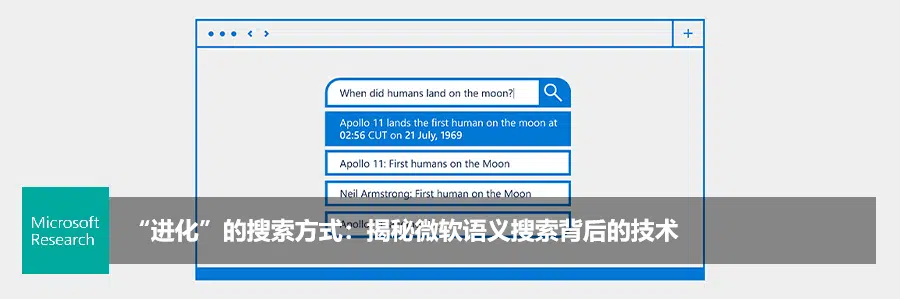 When did humans land on the moon?
Apollo 11 lands the first human on the moon at
02:56 CUT on 21 July, 1969
Apollo 11: First humans on the Moon
Neil Armstrong: First human on the Moon
Microsoft
Research
“进化”的搜索方式：揭秘微软语义搜索背后的技术